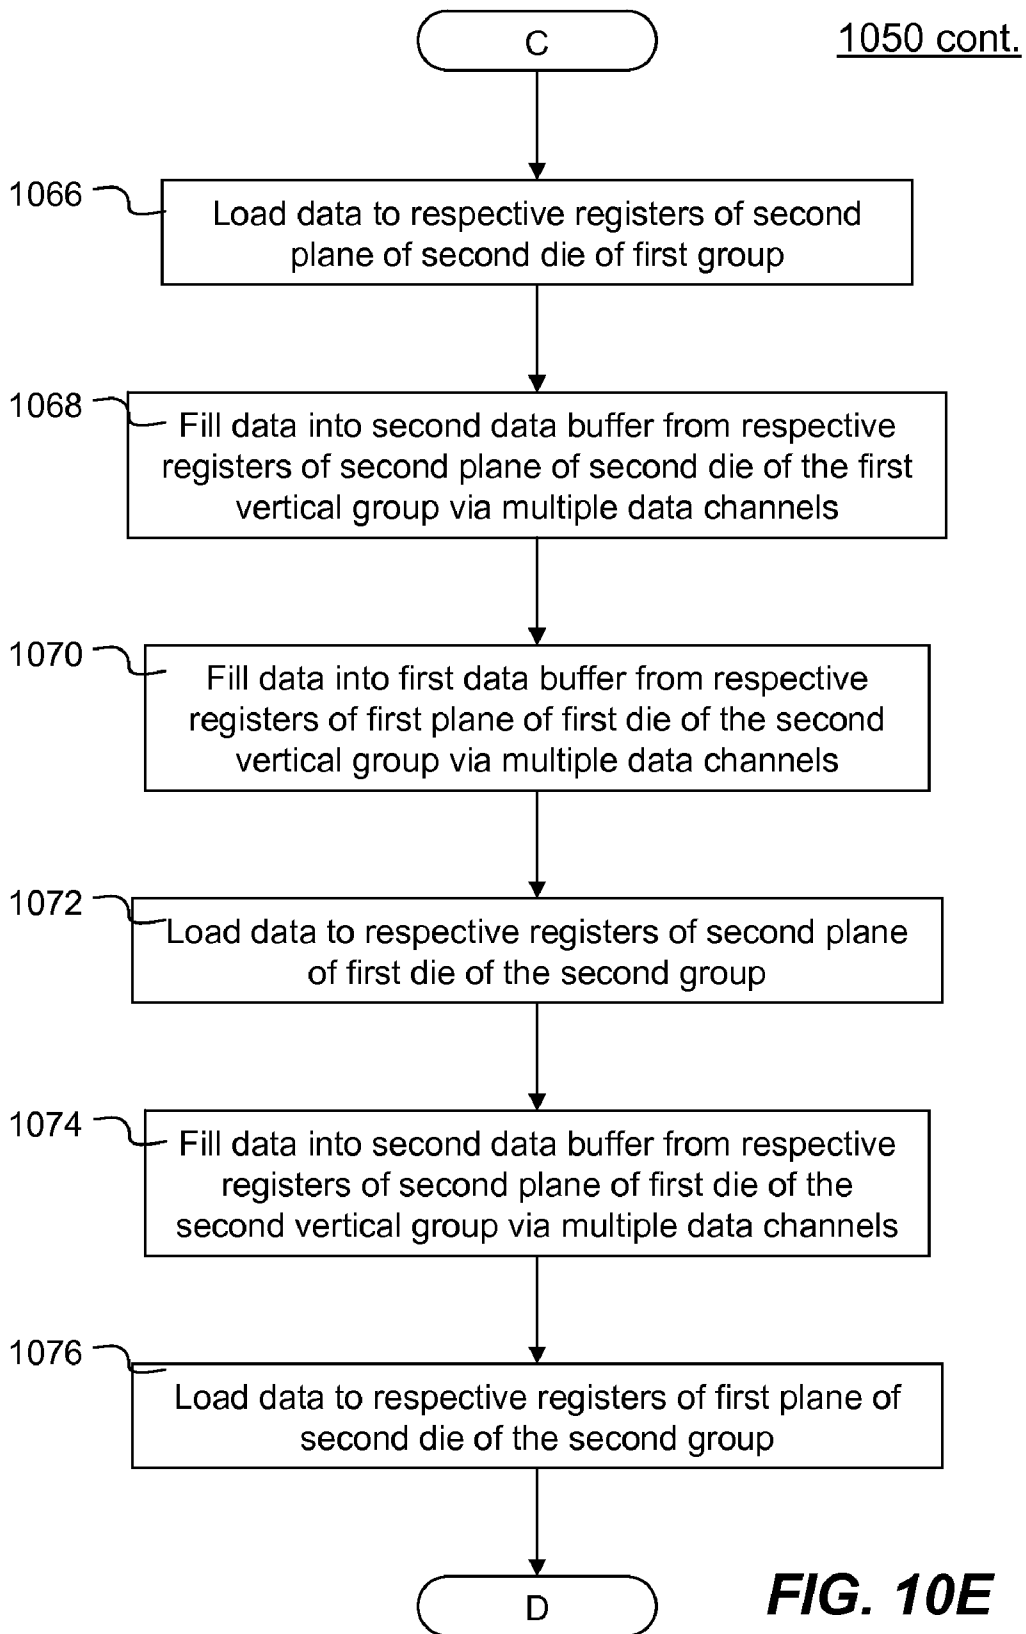 C
1050 cont.
1066
Load data to respective registers of second
plane of second die of first group
1068
Fill data into second data buffer from respective
registers of second plane of second die of the first
vertical group via multiple data channels
1070
Fill data into first data buffer from respective
registers of first plane of first die of the second
vertical group via multiple data channels
1072
Load data to respective registers of second plane
of first die of the second group
1074
Fill data into second data buffer from respective
registers of second plane of first die of the
second vertical group via multiple data channels
1076
Load data to respective registers of first plane of
second die of the second group
D
FIG. 10E